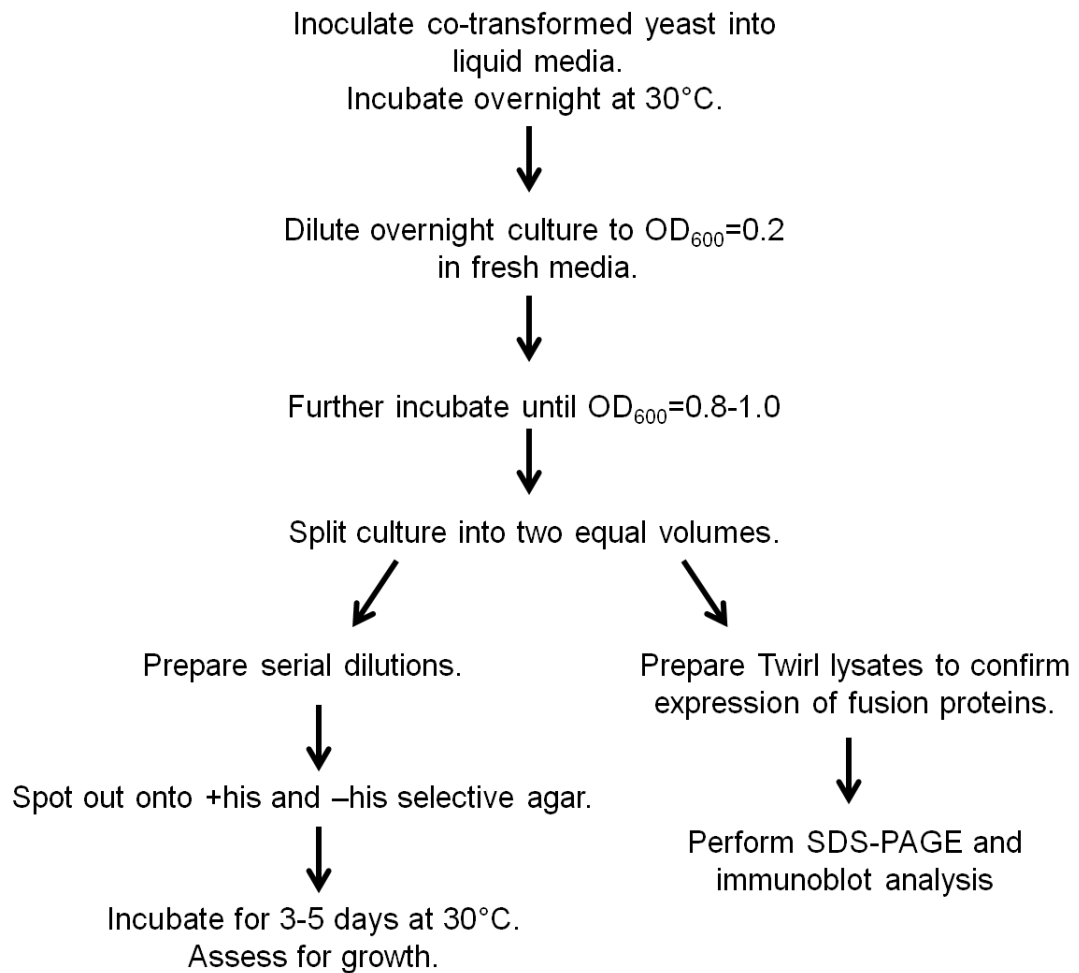 Inoculate co-transformed yeast into
liquid media.
Incubate overnight at 30°C.
Dilute overnight culture to OD₆₀₀=0.2
in fresh media.
Further incubate until OD₆₀₀=0.8-1.0
Split culture into two equal volumes.
Prepare serial dilutions.
Spot out onto +his and –his selective agar.
Incubate for 3-5 days at 30°C.
Assess for growth.
Prepare Twirl lysates to confirm
expression of fusion proteins.
Perform SDS-PAGE and
immunoblot analysis